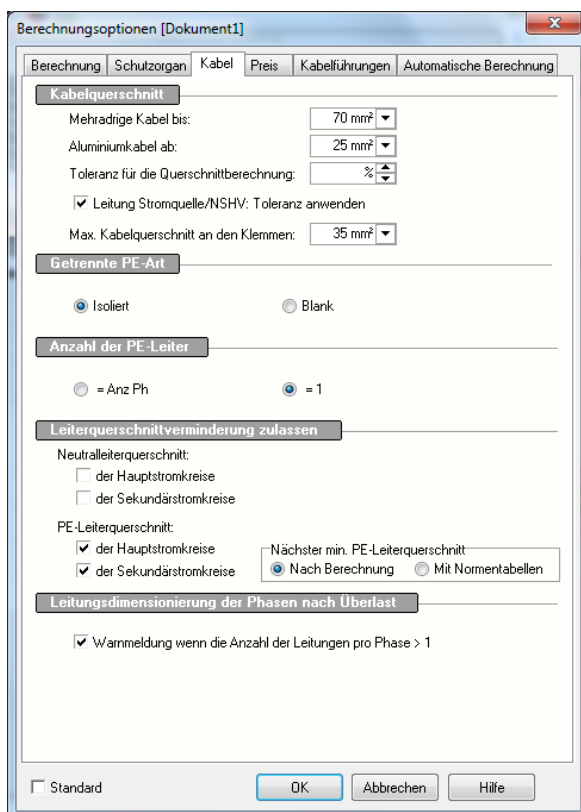 Berechnungsoptionen [Dokument1]
Berechnung Schutzorgan Kabel Preis Kabelführungen Automatische Berechnung
Kabelquerschnitt
Mehradrige Kabel bis: 70 mm²
Aluminiumkabel ab: 25 mm²
Toleranz für die Querschnittberechnung: %
Leitung Stromquelle/NSHV: Toleranz anwenden
Max. Kabelquerschnitt an den Klemmen: 35 mm²
Getrennte PE-Art
Isoliert Blank
Anzahl der PE-Leiter
= Anz Ph = 1
Leiterquerschnittverminderung zulassen
Neutralleiterquerschnitt:
der Hauptstromkreise
der Sekundärstromkreise
PE-Leiterquerschnitt:
der Hauptstromkreise
der Sekundärstromkreise
Nächster min. PE-Leiterquerschnitt
Nach Berechnung Mit Normentabellen
Leitungsdimensionierung der Phasen nach Überlast
Warnmeldung wenn die Anzahl der Leitungen pro Phase > 1
Standard OK Abbrechen Hilfe